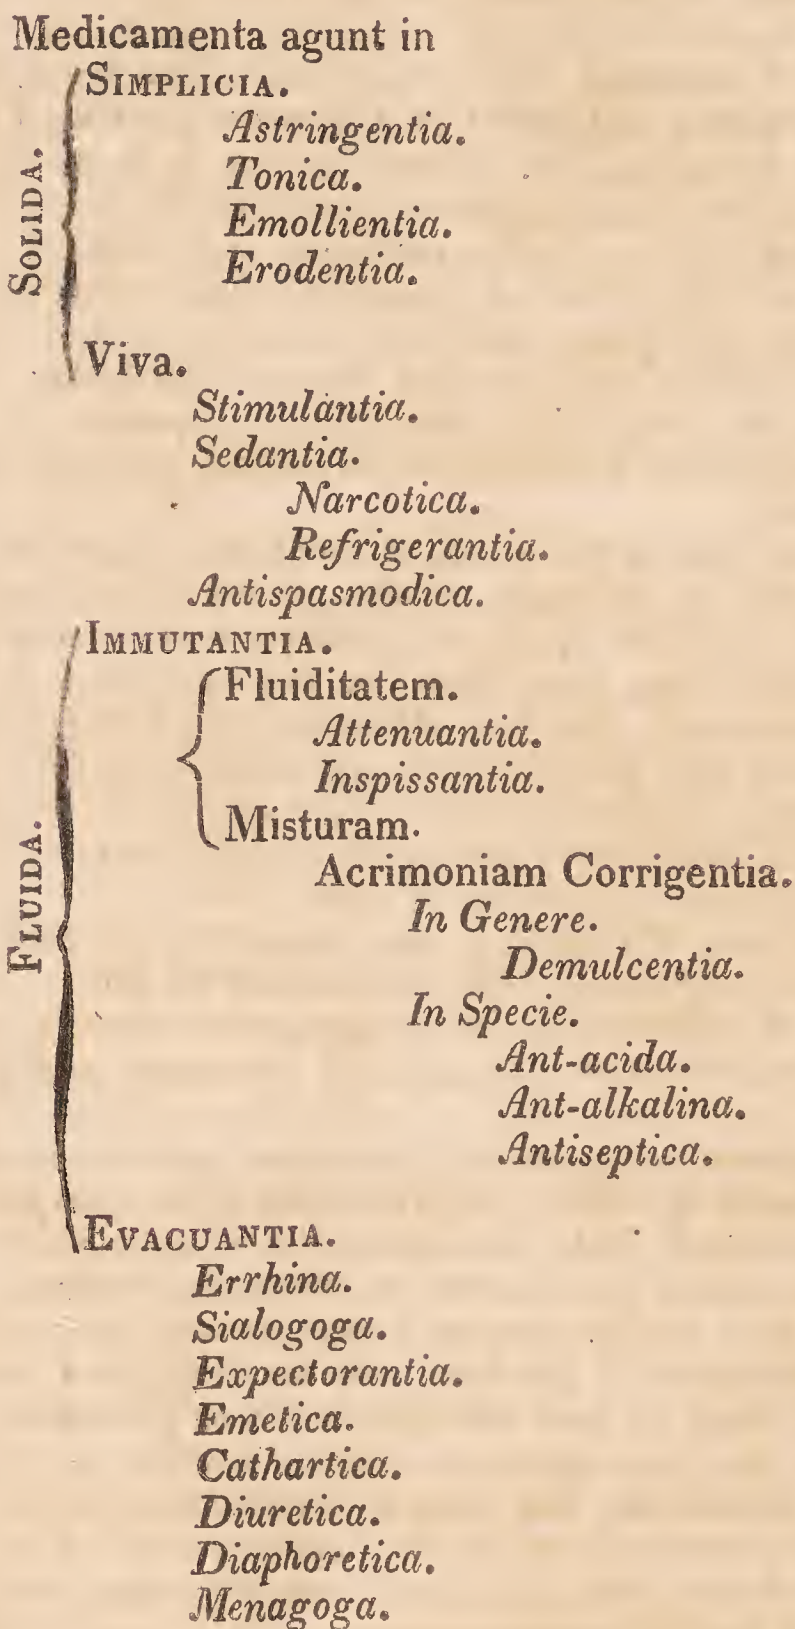 Medicamenta agunt in
SOLIDA.
SIMPLICIA.
Astringentia.
Tonica.
Emollientia.
Erodentia.
Viva.
Stimulantia.
Sedantia.
Narcotica.
Refrigerantia.
Antispasmodica.
FLUIDA.
IMMUTANTIA.
Fluiditatem.
Attenuantia.
Inspissantia.
Misturam.
Acrimoniam Corrigentia.
In Genere.
Demulcentia.
In Specie.
Ant-acida.
Ant-alkalina.
Antiseptica.
EVACUANTIA.
Errhina.
Sialogoga.
Expectorantia.
Emetica.
Cathartica.
Diuretica.
Diaphoretica.
Menagoga.